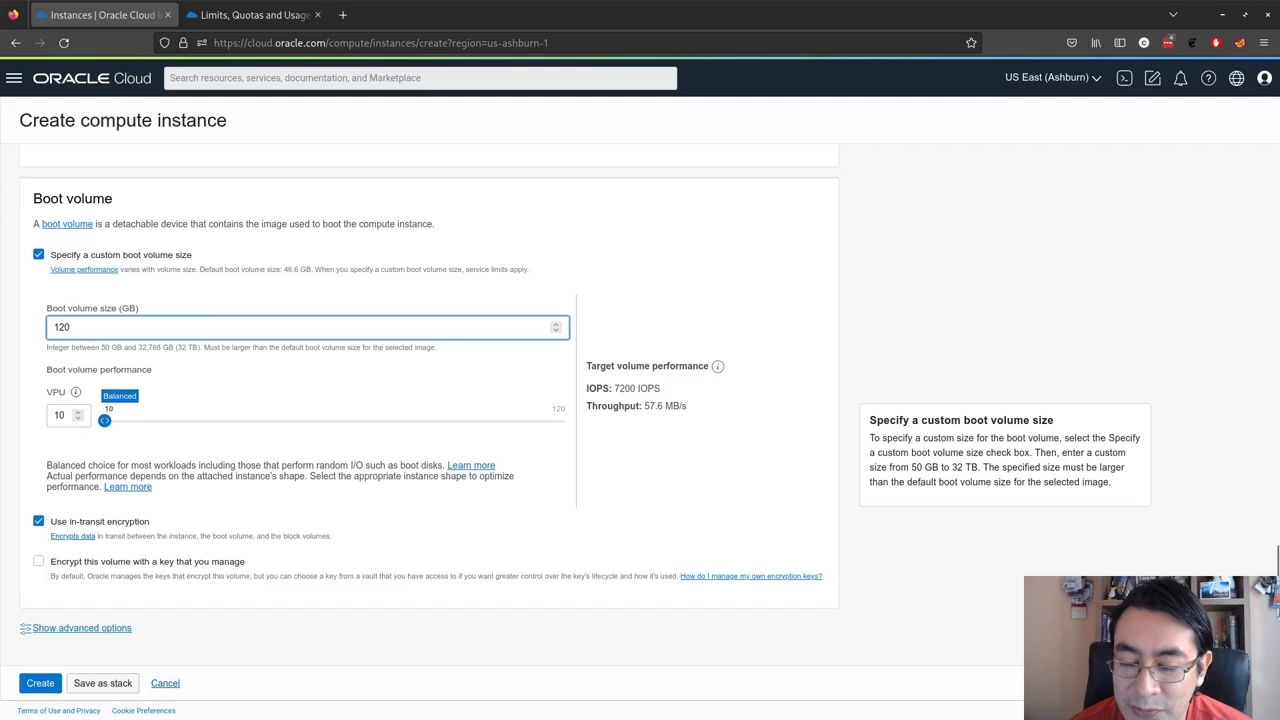 Instances | Oracle Cloud I
Limits, Quotas and Usage
https://cloud.oracle.com/compute/instances/create?region=us-ashburn-1
4
ORACLE Cloud
Search resources, services, documentation, and Marketplace
US East (Ashburn)
Create compute instance
Boot volume
A boot volume is a detachable device that contains the image used to boot the compute instance.
Specify a custom boot volume size
Volume performance varies with volume size. Default boot volume size: 46.6 GB. When you specify a custom boot volume size, service limits apply.
Boot volume size (GB)
120
Integer between 50 GB and 32,768 GB (32 TB). Must be larger than the default boot volume size for the selected image.
Boot volume performance
VPU
Balanced
10
10
120
Balanced choice for most workloads including those that perform random I/O such as boot disks. Learn more
Actual performance depends on the attached instance's shape. Select the appropriate instance shape to optimize
performance. Learn more
Target volume performance
IOPS: 7200 IOPS
Throughput: 57.6 MB/s
Specify a custom boot volume size
To specify a custom size for the boot volume, select the Specify
a custom boot volume size check box. Then, enter a custom
size from 50 GB to 32 TB. The specified size must be larger
than the default boot volume size for the selected image.
Use in-transit encryption
Encrypts data in transit between the instance, the boot volume, and the block volumes.
Encrypt this volume with a key that you manage
By default, Oracle manages the keys that encrypt this volume, but you can choose a key from a vault that you have access to if you want greater control over the key's lifecycle and how it's used. How do I manage my own encryption keys?
Show advanced options
Create
Save as stack
Cancel
Terms of Use and Privacy
Cookie Preferences